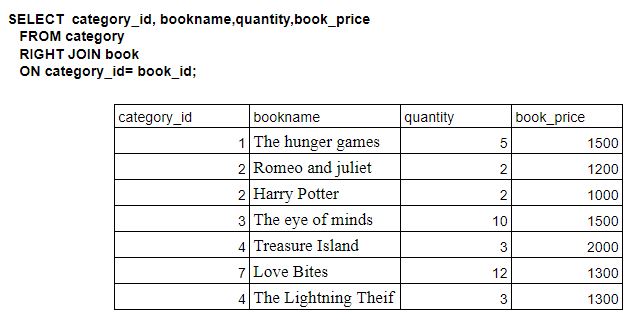 SELECT category_id, bookname,quantity,book_price
FROM category
RIGHT JOIN book
ON category_id= book_id;
category_id bookname quantity book_price
1 The hunger games 5 1500
2 Romeo and juliet 2 1200
2 Harry Potter 2 1000
3 The eye of minds 10 1500
4 Treasure Island 3 2000
7 Love Bites 12 1300
4 The Lightning Theif 3 1300